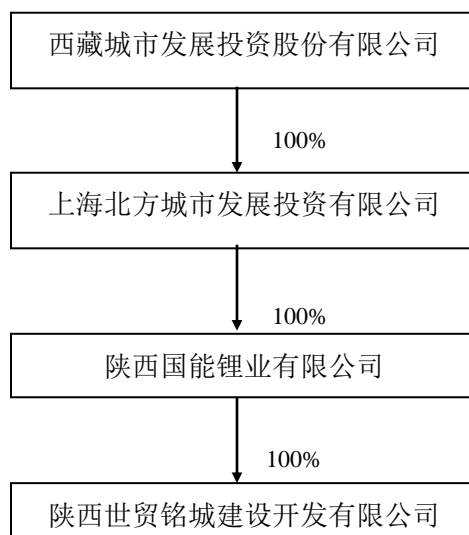 西藏城市发展投资股份有限公司
100%
上海北方城市发展投资有限公司
100%
陕西国能锂业有限公司
100%
陕西世贸铭城建设开发有限公司